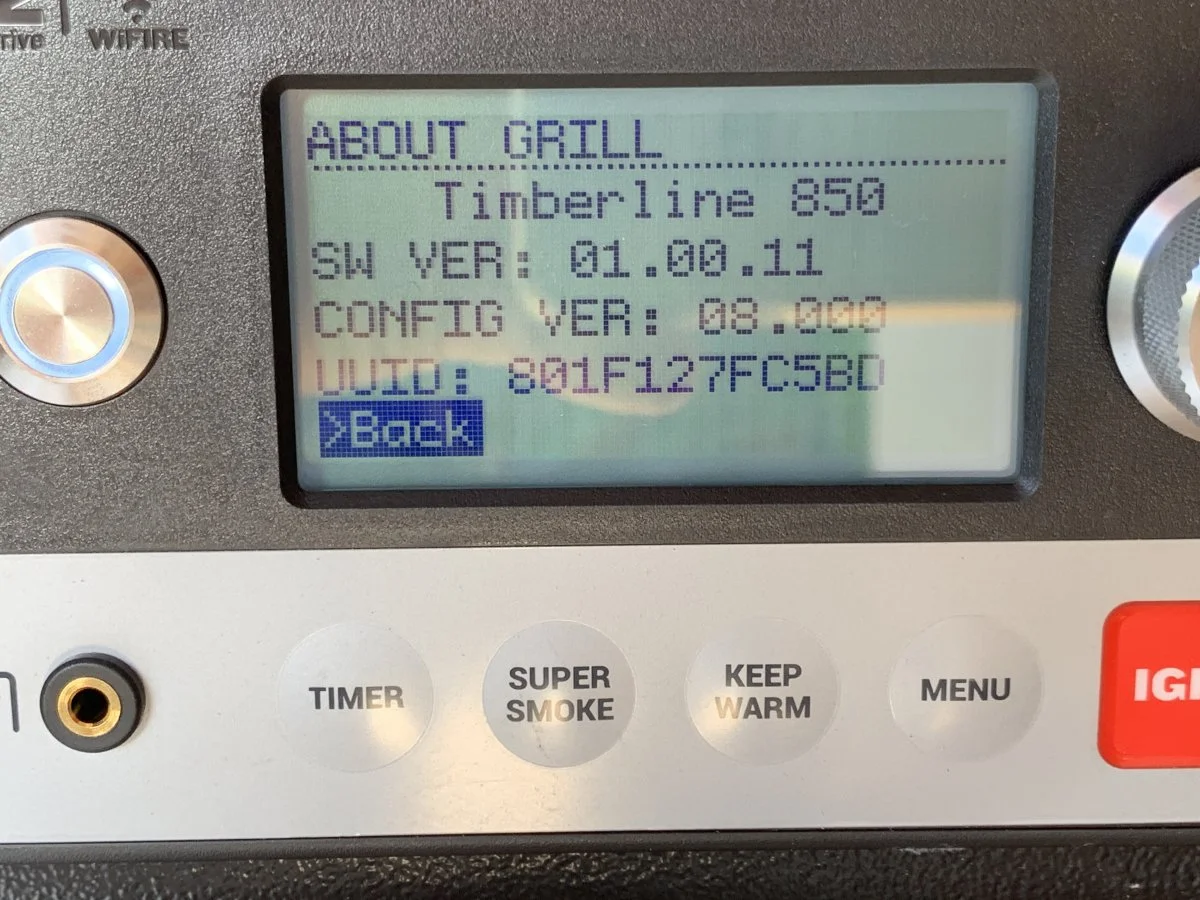 rive WiFIRE
ABOUT GRILL
Timberline 850
SW VER: 01.00.11
CONFIG VER: 08.000
UUID: 801F127FC5BD
>Back
TIMER
SUPER
SMOKE
KEEP
WARM
MENU
IG